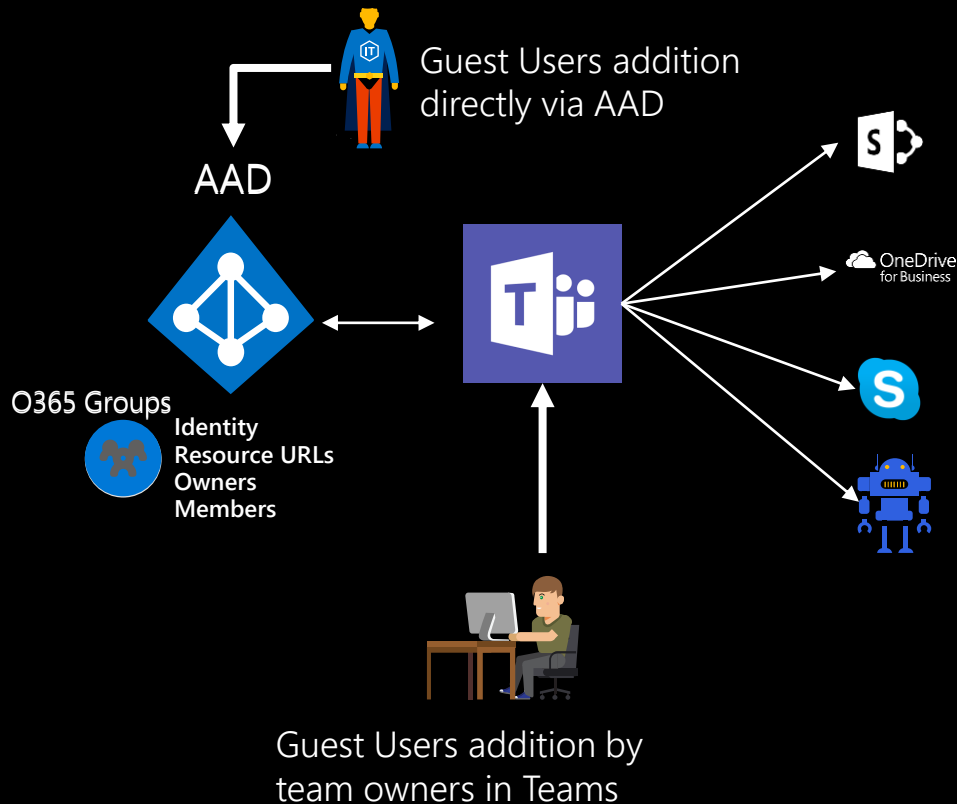 IT
Guest Users addition
directly via AAD
AAD
S
OneDrive
for Business
T
S
O365 Groups
Identity
Resource URLs
Owners
Members
Guest Users addition by
team owners in Teams